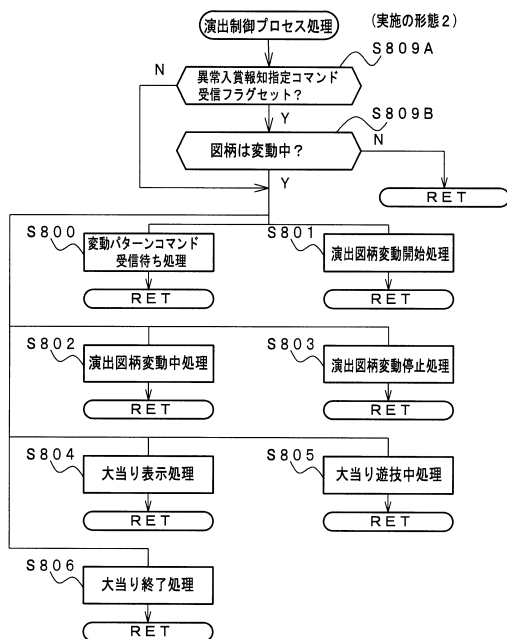 演出制御プロセス処理
(実施の形態2)
S809A
N
異常入賞報知指定コマンド
受信フラグセット?
Y
S809B
図柄は変動中?
N
Y
RET
S800
変動パターンコマンド
受信待ち処理
RET
S801
演出図柄変動開始処理
RET
S802
演出図柄変動中処理
RET
S803
演出図柄変動停止処理
RET
S804
大当り表示処理
RET
S805
大当り遊技中処理
RET
S806
大当り終了処理
RET